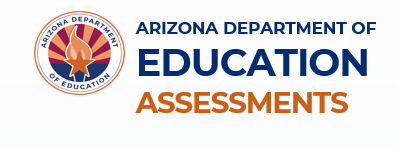 ARIZONA DEPARTMENT
OF EDUCATION
ARIZONA DEPARTMENT OF
EDUCATION
ASSESSMENTS